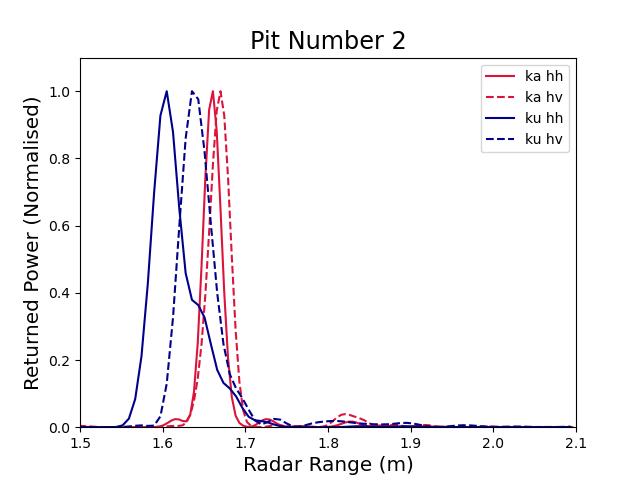 Pit Number 2
ka hh
ka hv
ku hh
ku hv
Returned Power (Normalised)
1.0
0.8
0.6
0.4
0.2
0.0
1.5 1.6 1.7 1.8 1.9 2.0 2.1
Radar Range (m)